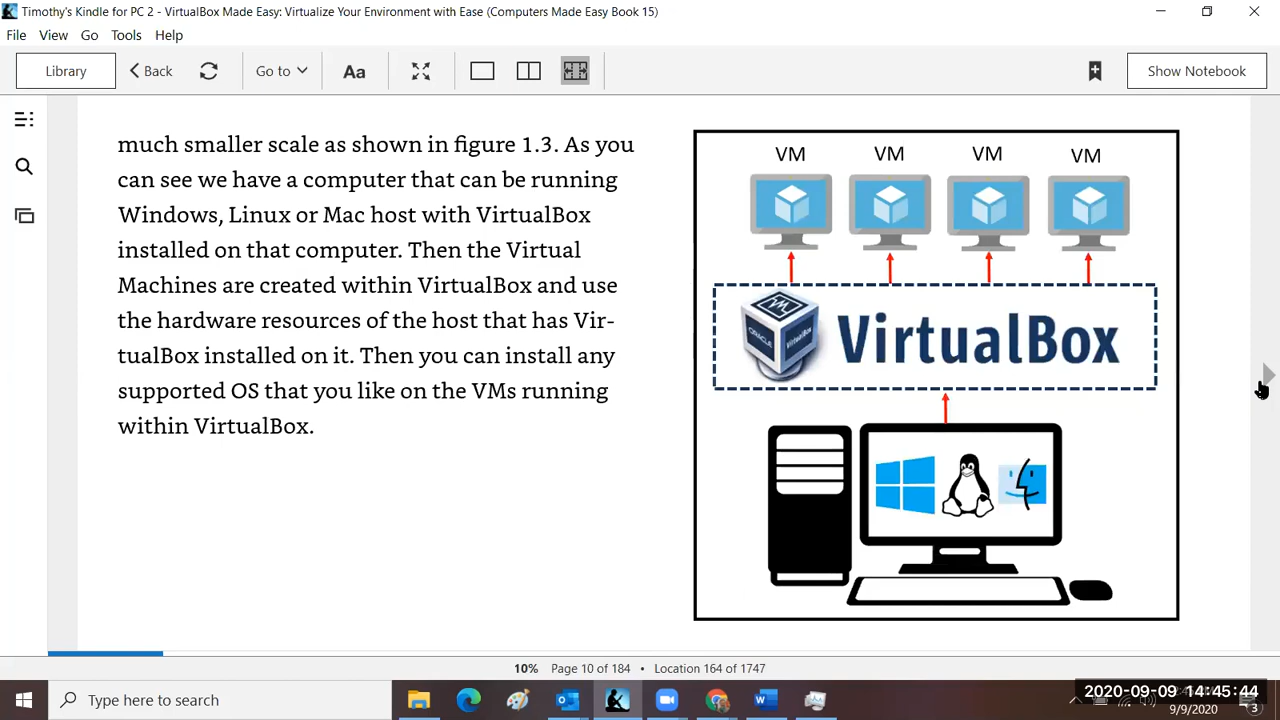 Timothy's Kindle for PC 2 - VirtualBox Made Easy: Virtualize Your Environment with Ease (Computers Made Easy Book 15)
File View Go Tools Help
Library Back Go to Aa Show Notebook
much smaller scale as shown in figure 1.3. As you
can see we have a computer that can be running
Windows, Linux or Mac host with VirtualBox
installed on that computer. Then the Virtual
Machines are created within VirtualBox and use
the hardware resources of the host that has Vir-
tualBox installed on it. Then you can install any
supported OS that you like on the VMs running
within VirtualBox.
VM VM VM VM
ORACLE VirtualBox
VirtualBox
10% Page 10 of 184 • Location 164 of 1747
Type here to search
2020-09-09 14:45:44
9/9/2020
3